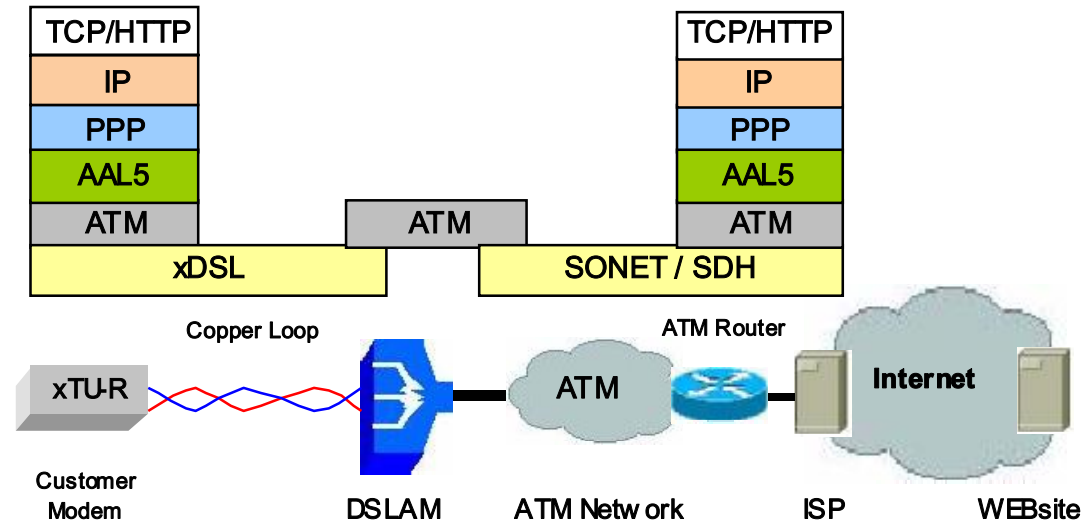 TCP/HTTP
IP
PPP
AAL5
ATM
xDSL
ATM
TCP/HTTP
IP
PPP
AAL5
ATM
SONET / SDH
Copper Loop
ATM Router
xTU-R
ATM
Internet
Customer
Modem
DSLAM
ATM Network
ISP
WEBsite